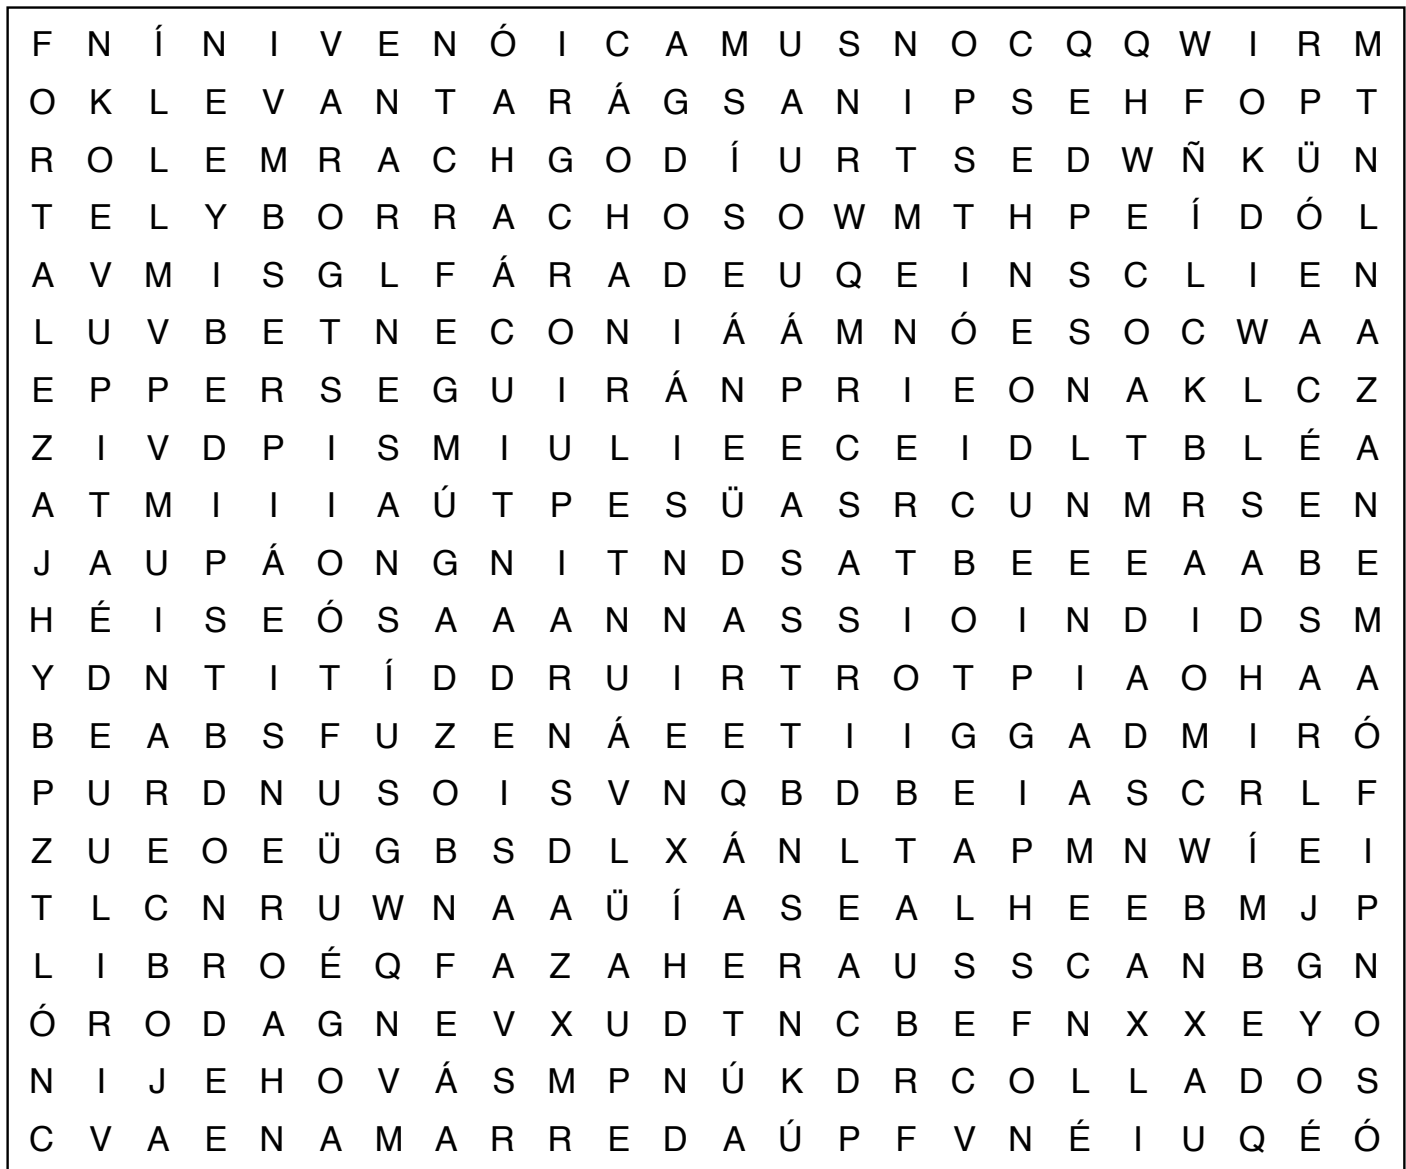 F N Í N I V E N Ó I C A M U S N O C Q Q W I R M
O K L E V A N T A R Á G S A N I P S E H F O P T
R O L E M R A C H G O D Í U R T S E D W Ñ K Ü N
T E L Y B O R R A C H O S O W M T H P E Í D Ó L
A V M I S G L F Á R A D E U Q E I N S C L I E N
L U V B E T N E C O N I Á Á M N Ó E S O C W A A
E P P E R S E G U I R Á N P R I E O N A K L C Z
Z I V D P I S M I U L I E E C E I D L T B L É A
A T M I I I A Ú T P E S Ü A S R C U N M R S E N
J A U P Á O N G N I T N D S A T B E E E A A B E
H É I S E Ó S A A A N N A S S I O I N D I D S M
Y D N T I T Í D D R U I R T R O T P I A O H A A
B E A B S F U Z E N Á E E T I I G G A D M I R Ó
P U R D N U S O I S V N Q B D B E I A S C R L F
Z U E O E Ü G B S D L X Á N L T A P M N W Í E I
T L C N R U W N A A Ü Í A S E A L H E E B M J P
L I B R O É Q F A Z A H E R A U S S C A N B G N
Ó R O D A G N E V X U D T N C B E F N X X E Y O
N I J E H O V Á S M P N Ú K D R C O L L A D O S
C V A E N A M A R R E D A Ú P F V N É I U Q É Ó